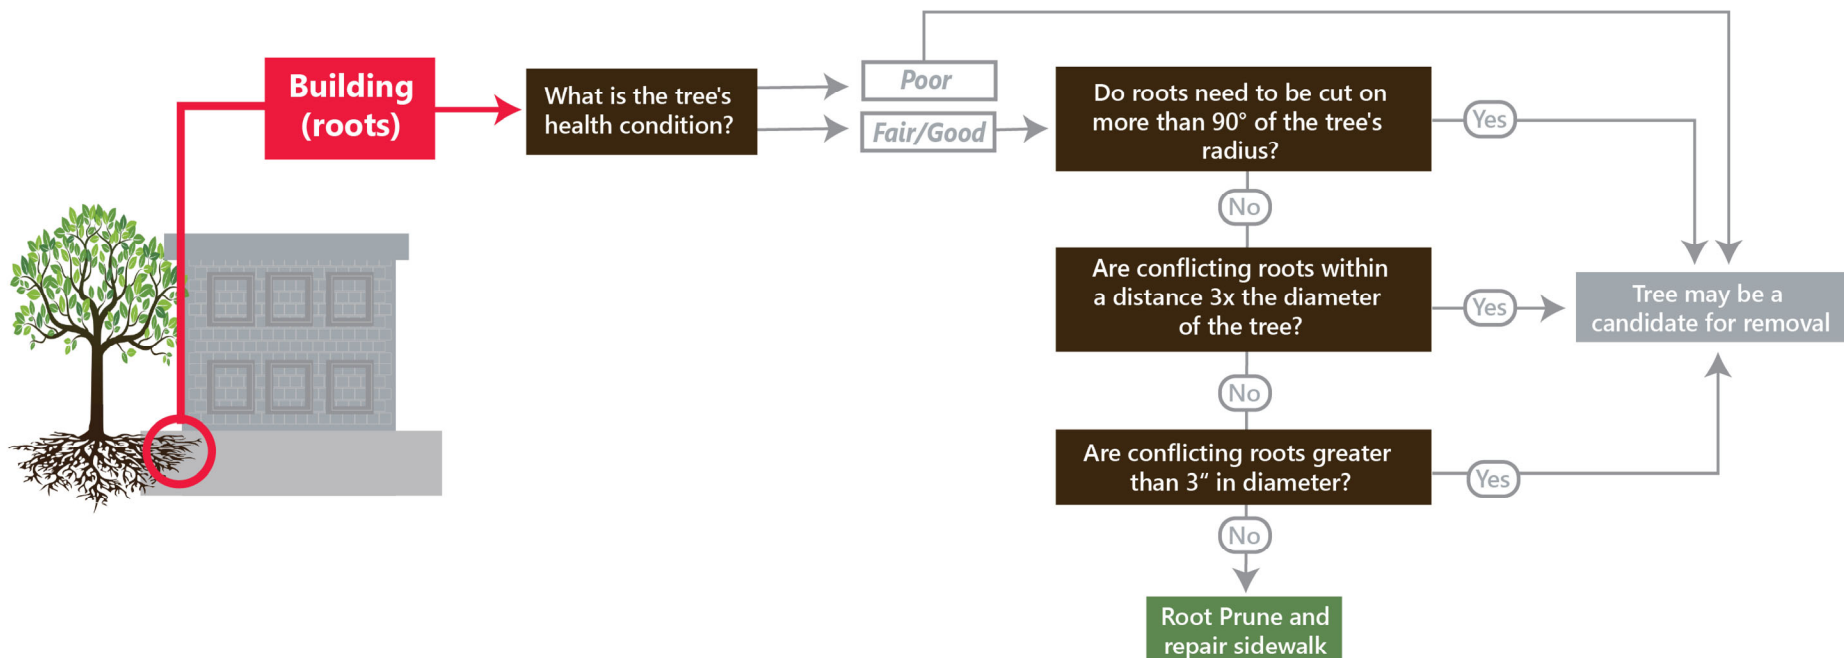 Building
(roots)
What is the tree's
health condition?
Poor
Fair/Good
Do roots need to be cut on
more than 90° of the tree's
radius?
Yes
No
Are conflicting roots within
a distance 3x the diameter
of the tree?
Yes
Tree may be a
candidate for removal
No
Are conflicting roots greater
than 3“ in diameter?
Yes
No
Root Prune and
repair sidewalk